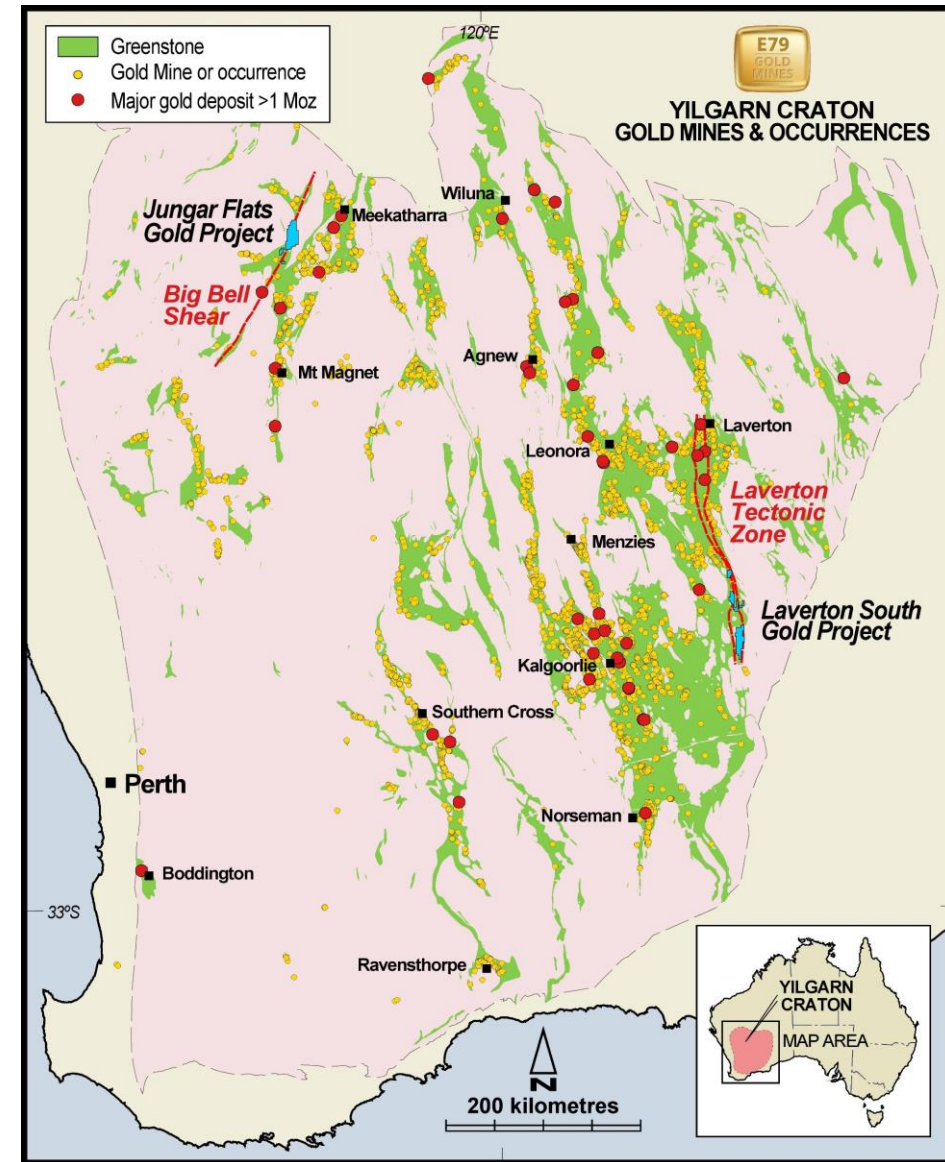 Greenstone
Gold Mine or occurrence
Major gold deposit >1 Moz
120ºE
E79
GOLD
MINES
YILGARN CRATON
GOLD MINES & OCCURRENCES
Wiluna
Jungar Flats
Gold Project
Meekatharra
Big Bell
Shear
Agnew
Mt Magnet
Laverton
Leonora
Laverton
Tectonic
Zone
Menzies
Laverton South
Gold Project
Kalgoorlie
Southern Cross
Perth
Norseman
Boddington
33ºS
Ravensthorpe
N
200 kilometres
YILGARN
CRATON
MAP AREA